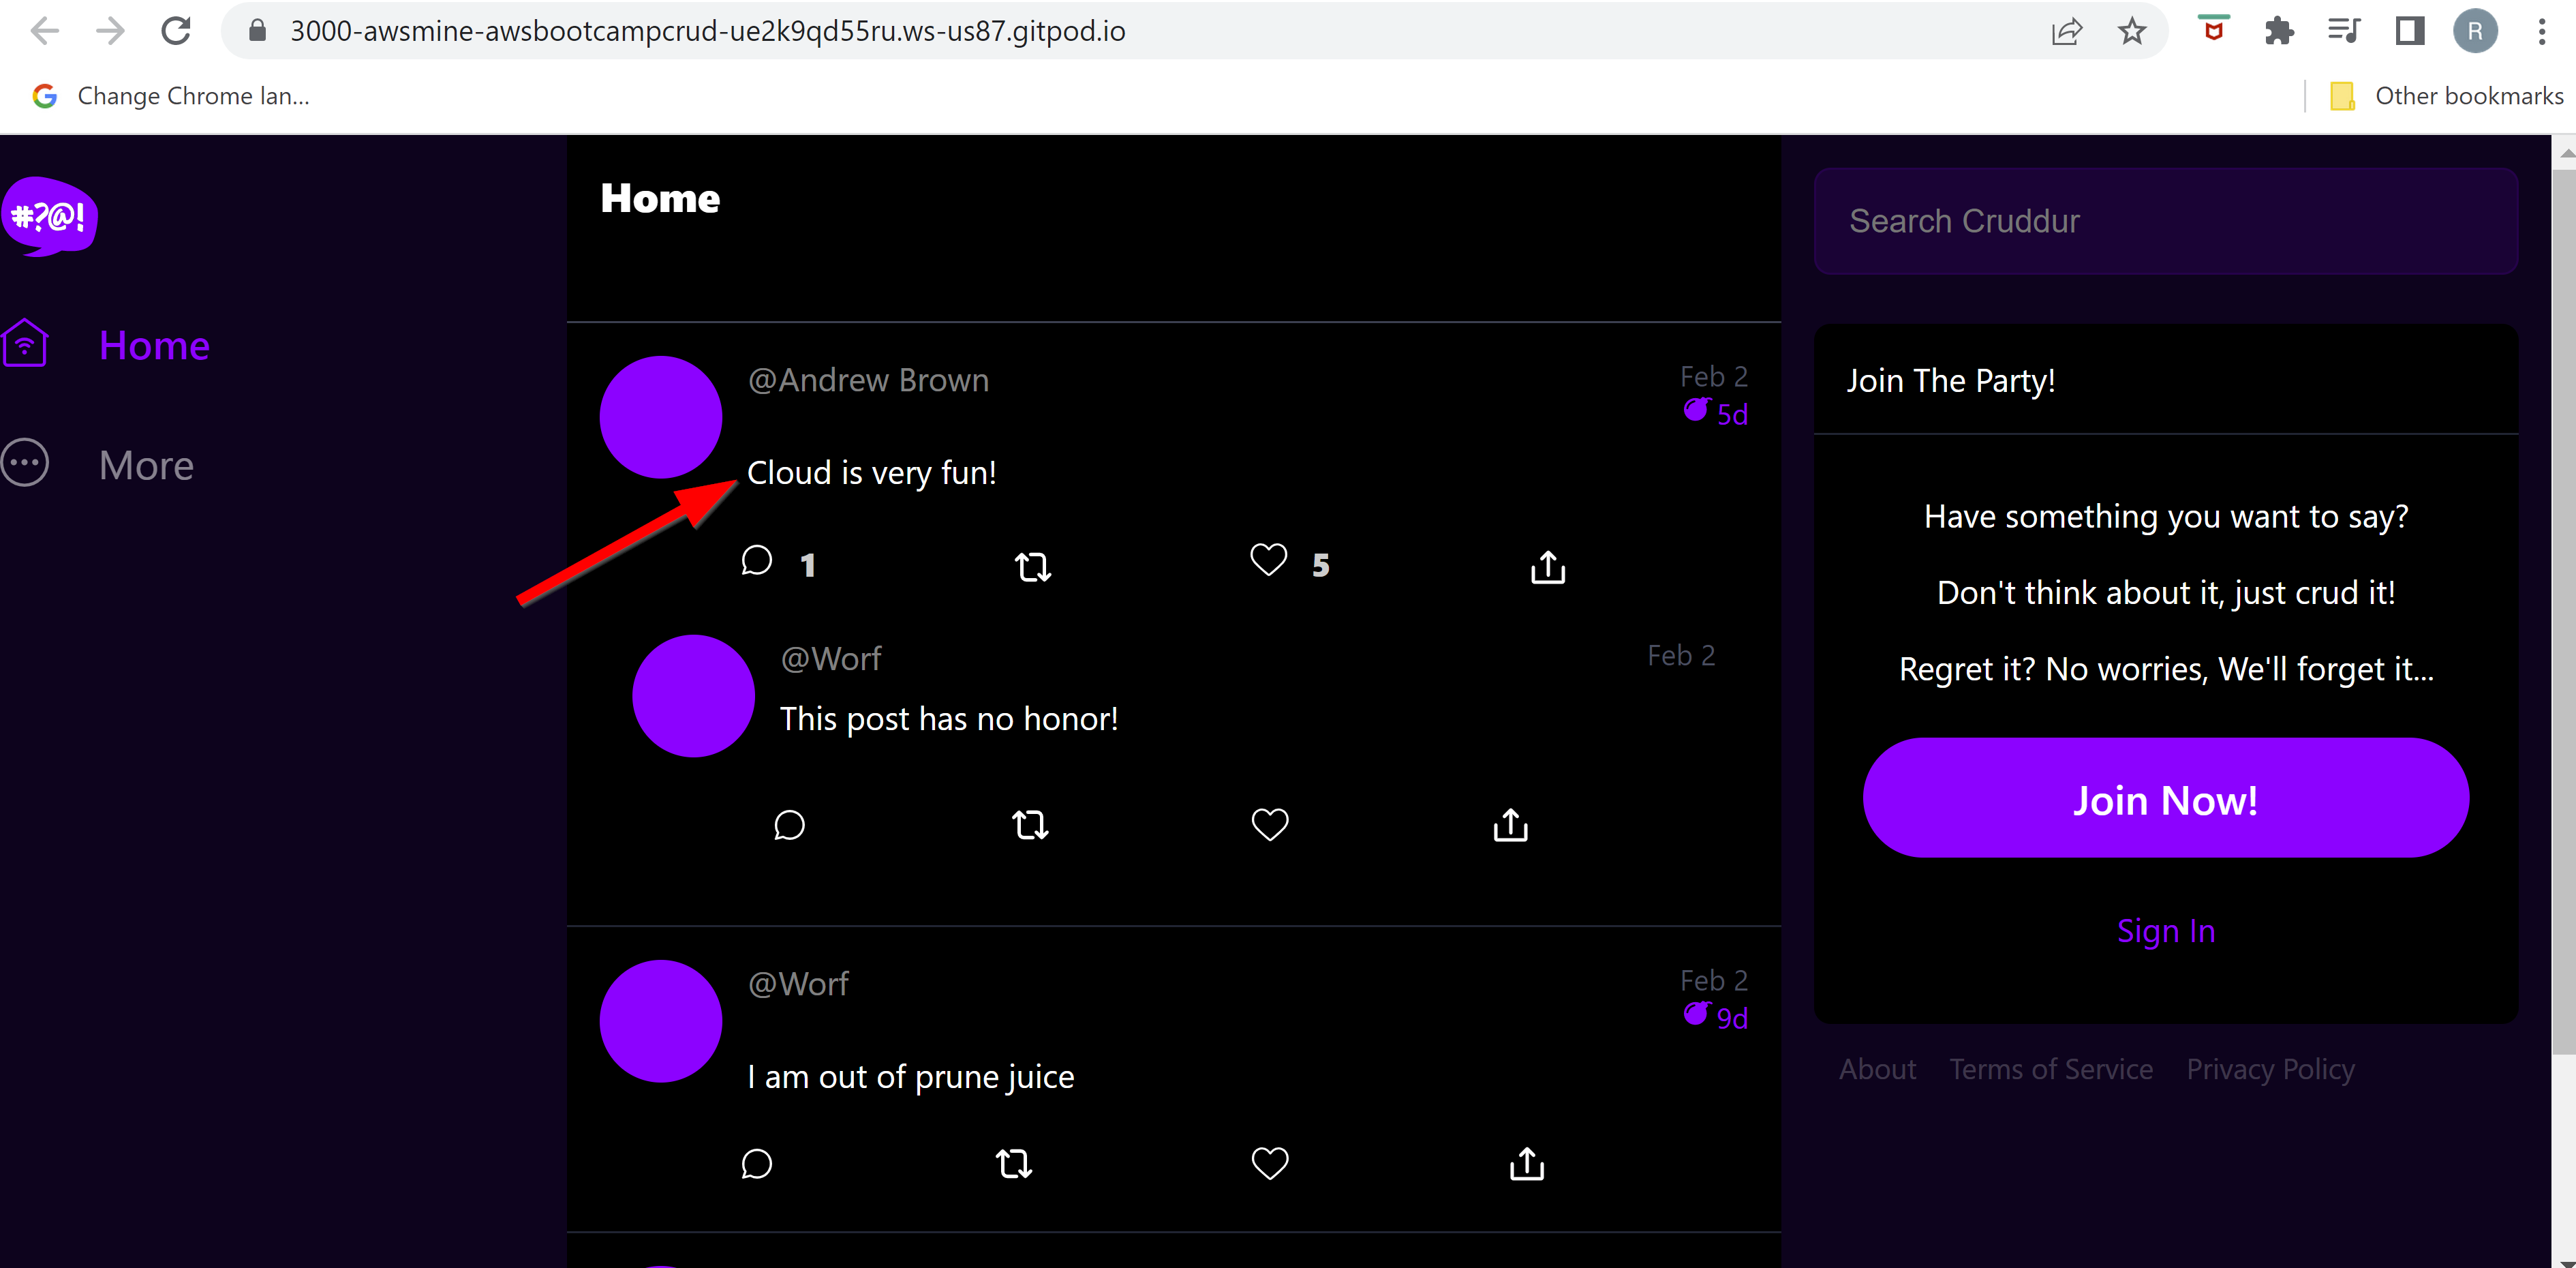 3000-awsmine-awsbootcampcrud-ue2k9qd55ru.ws-us87.gitpod.io
R
Change Chrome lan...
Other bookmarks
#?@!
Home
More
Home
@Andrew Brown
Feb 2
5d
Cloud is very fun!
1
5
@Worf
Feb 2
This post has no honor!
@Worf
Feb 2
9d
I am out of prune juice
Search Cruddur
Join The Party!
Have something you want to say?
Don't think about it, just crud it!
Regret it? No worries, We'll forget it...
Join Now!
Sign In
About Terms of Service Privacy Policy